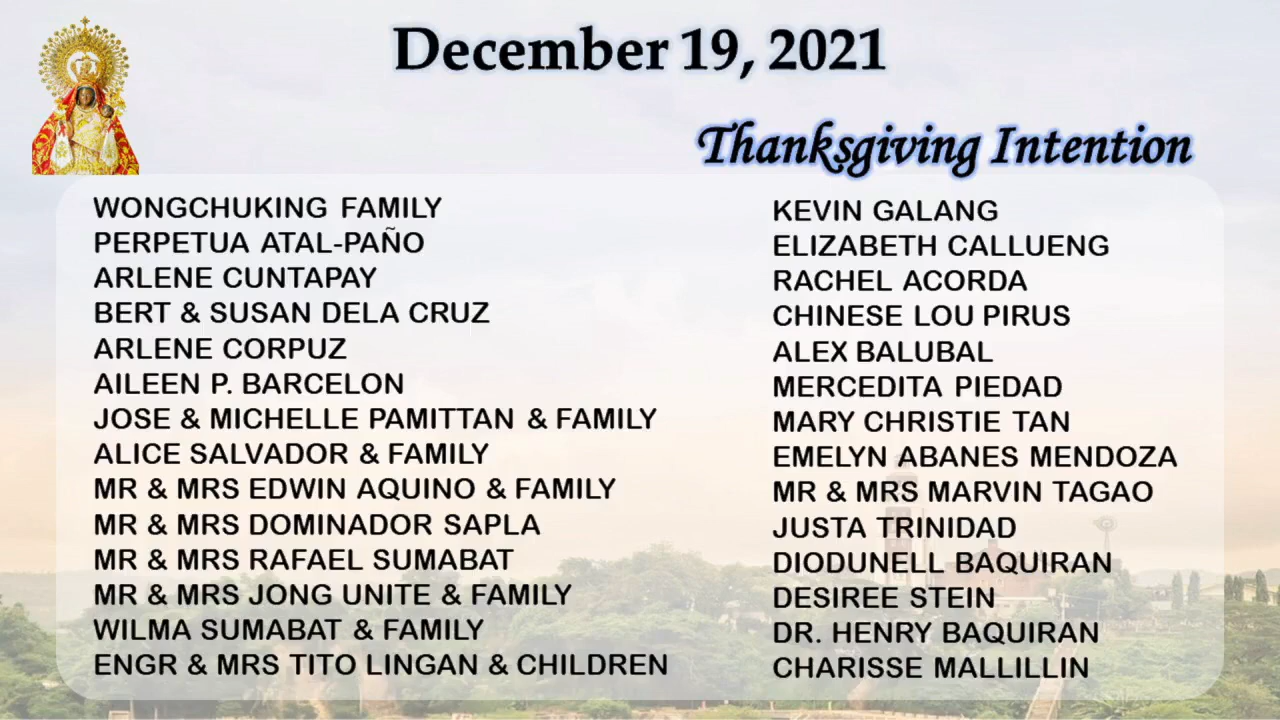 December 19, 2021
Thanksgiving Intention
WONGCHUKING FAMILY
PERPETUA ATAL-PAÑO
ARLENE CUNTAPAY
BERT & SUSAN DELA CRUZ
ARLENE CORPUZ
AILEEN P. BARCELON
JOSE & MICHELLE PAMITTAN & FAMILY
ALICE SALVADOR & FAMILY
MR & MRS EDWIN AQUINO & FAMILY
MR & MRS DOMINADOR SAPLA
MR & MRS RAFAEL SUMABAT
MR & MRS JONG UNITE & FAMILY
WILMA SUMABAT & FAMILY
ENGR & MRS TITO LINGAN & CHILDREN
KEVIN GALANG
ELIZABETH CALLUENG
RACHEL ACORDA
CHINESE LOU PIRUS
ALEX BALUBAL
MERCEDITA PIEDAD
MARY CHRISTIE TAN
EMELYN ABANES MENDOZA
MR & MRS MARVIN TAGAO
JUSTA TRINIDAD
DIODUNELL BAQUIRAN
DESIREE STEIN
DR. HENRY BAQUIRAN
CHARISSE MALLILLIN